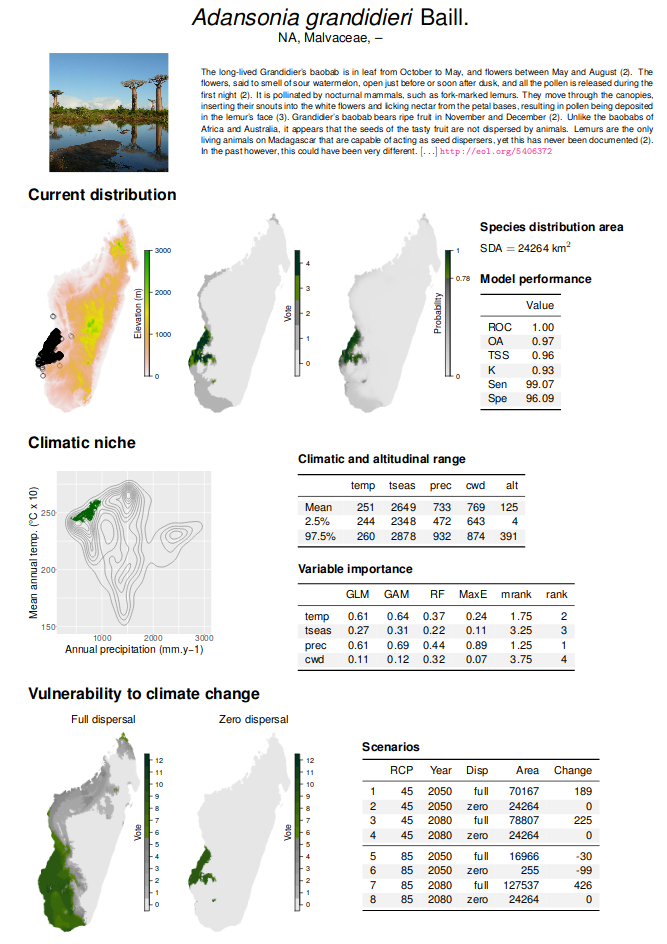 Adansonia grandidieri Baill.
NA, Malvaceae, –
The long-lived Grandidier's baobab is in leaf from October to May, and flowers between May and August (2). The
flowers, said to smell of sour watermelon, open just before or soon after dusk, and all the pollen is released during the
first night (2). It is pollinated by nocturnal mammals, such as fork-marked lemurs. They move through the canopies,
inserting their snouts into the white flowers and licking nectar from the petal bases, resulting in pollen being deposited
in the lemur's face (3). Grandidier's baobab bears ripe fruit in November and December (2). Unlike the baobabs of
Africa and Australia, it appears that the seeds of the tasty fruit are not dispersed by animals. Lemurs are the only
living animals on Madagascar that are capable of acting as seed dispersers, yet this has never been documented (2).
In the past however, this could have been very different. [...] http://eol.org/5406372
Current distribution
3000
2000
1000
0
Elevation (m)
4
3
2
1
0
Vote
1
0.78
0
Probability
Species distribution area
SDA = 24264 km²
Model performance
Value
ROC 1.00
OA 0.97
TSS 0.96
K 0.93
Sen 99.07
Spe 96.09
Climatic niche
Mean annual temp. (°C x 10)
250
200
150
1000 2000 3000
Annual precipitation (mm.y−1)
Climatic and altitudinal range
temp tseas prec cwd alt
Mean 251 2649 733 769 125
2.5% 244 2348 472 643 4
97.5% 260 2878 932 874 391
Variable importance
GLM GAM RF MaxE mrank rank
temp 0.61 0.64 0.37 0.24 1.75 2
tseas 0.27 0.31 0.22 0.11 3.25 3
prec 0.61 0.69 0.44 0.89 1.25 1
cwd 0.11 0.12 0.32 0.07 3.75 4
Vulnerability to climate change
Full dispersal
12
11
10
9
8
7
6
5
4
3
2
1
0
Vote
Zero dispersal
12
11
10
9
8
7
6
5
4
3
2
1
0
Vote
Scenarios
RCP Year Disp Area Change
1 45 2050 full 70167 189
2 45 2050 zero 24264 0
3 45 2080 full 78807 225
4 45 2080 zero 24264 0
5 85 2050 full 16966 -30
6 85 2050 zero 255 -99
7 85 2080 full 127537 426
8 85 2080 zero 24264 0